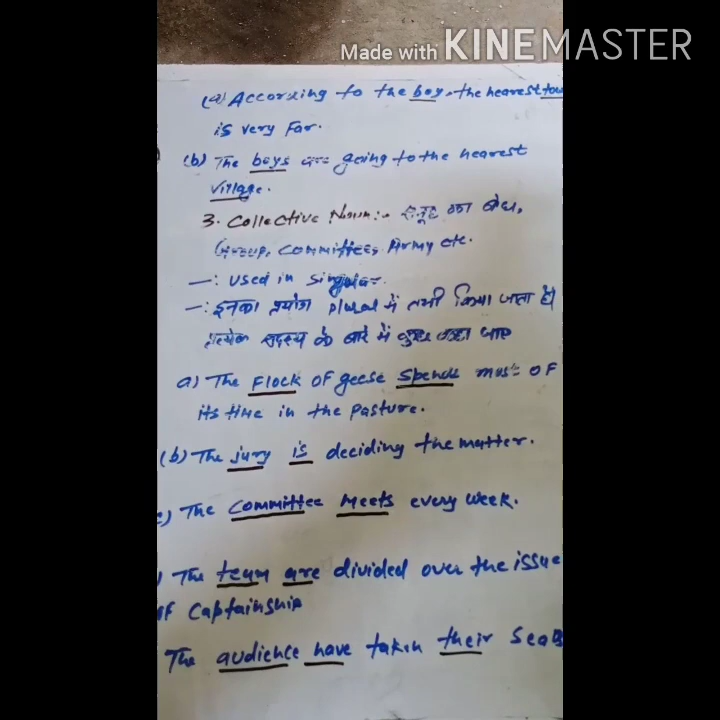 Made with KINEMASTER
(a) According to the boy, the nearest tow
is very far.
(b) The boys are going to the nearest
village.
3. Collective Noun :- समूह का बोध,
Group, Committee, Army etc.
—: Used in Singular.
—: इनका प्रयोग plural में तभी किया जाता है।
प्रत्येक सदस्य के बारे में कुछ कहा जाए
a) The Flock of geese Spends most of
its time in the pasture.
(b) The jury is deciding the matter.
c) The Committee Meets every week.
) The team are divided over the issue
of Captainship
The audience have taken their Seats